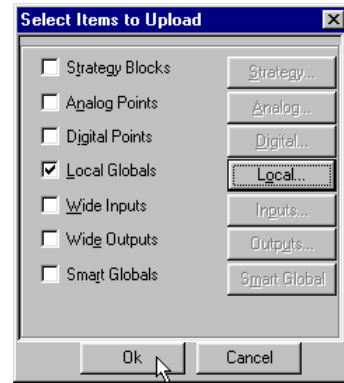 Select Items to Upload
Strategy Blocks Strategy...
Analog Points Analog...
Digital Points Digital...
Local Globals Local...
Wide Inputs Inputs...
Wide Outputs Outputs...
Smart Globals Smart Global
Ok Cancel